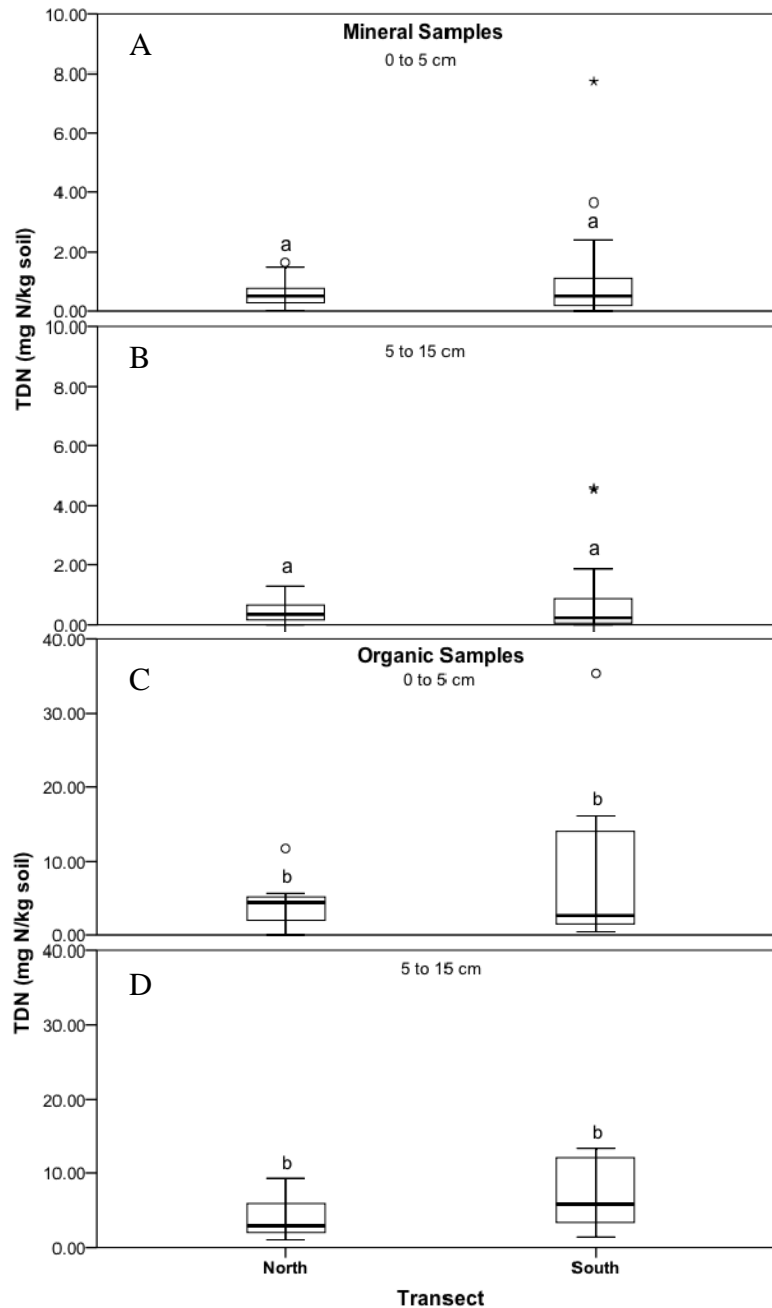 A
Mineral Samples
0 to 5 cm
10.00
8.00
6.00
4.00
2.00
0.00
a
a
B
5 to 15 cm
10.00
8.00
6.00
4.00
2.00
0.00
a
a
TDN (mg N/kg soil)
C
Organic Samples
0 to 5 cm
40.00
30.00
20.00
10.00
0.00
b
b
D
5 to 15 cm
40.00
30.00
20.00
10.00
0.00
b
b
TDN (mg N/kg soil)
North South
Transect